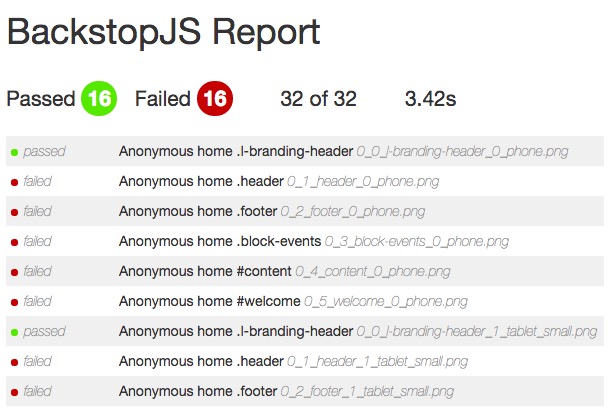 BackstopJS Report
Passed 16 Failed 16 32 of 32 3.42s
passed Anonymous home .l-branding-header 0_0_l-branding-header_0_phone.png
failed Anonymous home .header 0_1_header_0_phone.png
failed Anonymous home .footer 0_2_footer_0_phone.png
failed Anonymous home .block-events 0_3_block-events_0_phone.png
failed Anonymous home #content 0_4_content_0_phone.png
failed Anonymous home #welcome 0_5_welcome_0_phone.png
passed Anonymous home .l-branding-header 0_0_l-branding-header_1_tablet_small.png
failed Anonymous home .header 0_1_header_1_tablet_small.png
failed Anonymous home .footer 0_2_footer_1_tablet_small.png